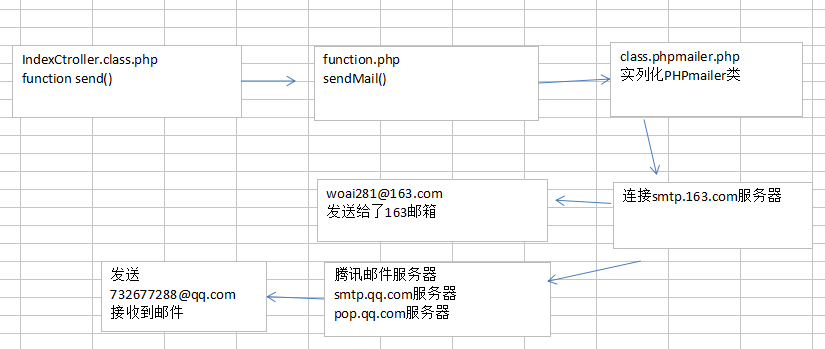 IndexCtroller.class.php
function send()
function.php
sendMail()
class.phpmailer.php
实列化PHPmailer类
连接smtp.163.com服务器
woai281@163.com
发送给了163邮箱
腾讯邮件服务器
smtp.qq.com服务器
pop.qq.com服务器
发送
732677288@qq.com
接收到邮件